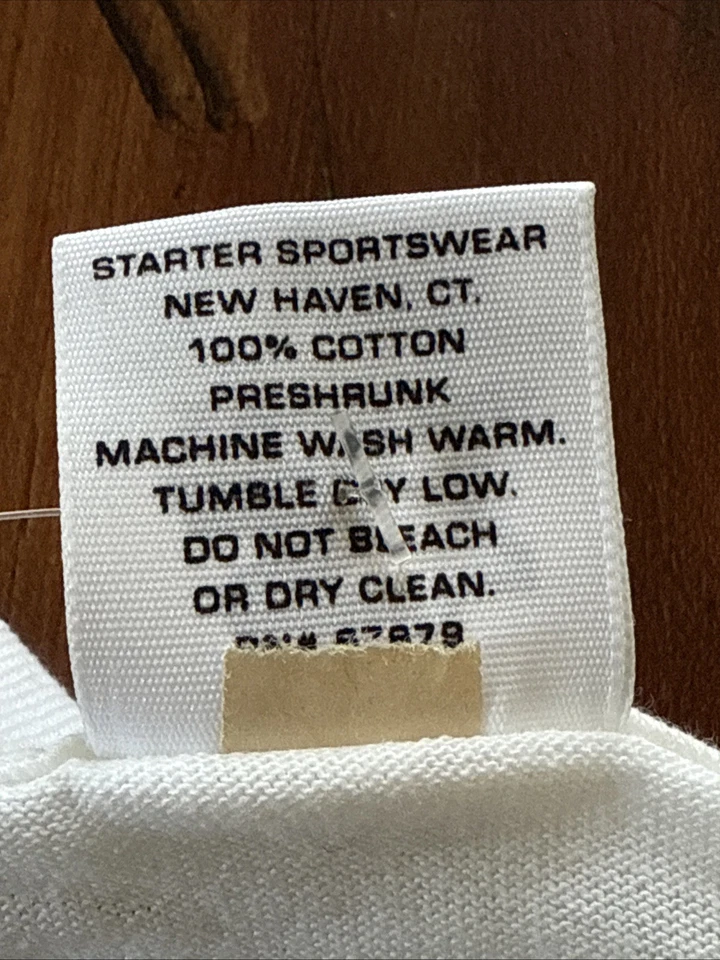 STARTER SPORTSWEAR
NEW HAVEN, CT.
100% COTTON
PRESHRUNK
MACHINE WASH WARM.
TUMBLE DRY LOW.
DO NOT BLEACH
OR DRY CLEAN.